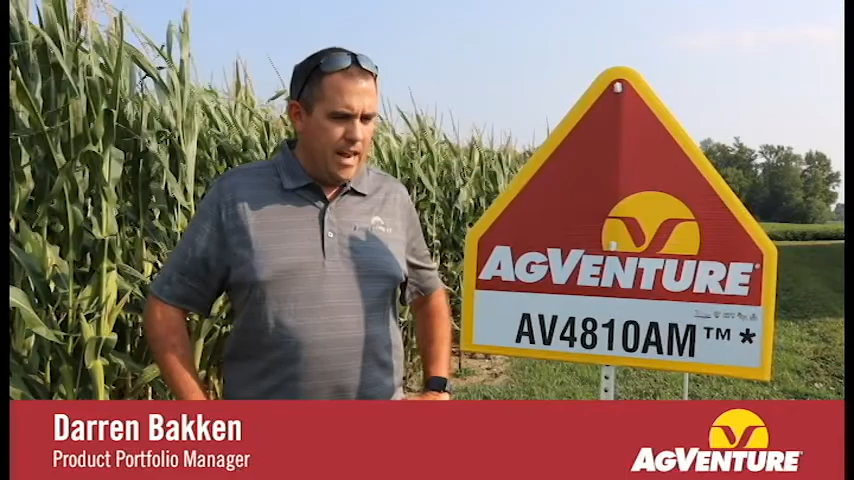 AGVENTURE®
AV4810AM™*
Darren Bakken
Product Portfolio Manager
AGVENTURE®